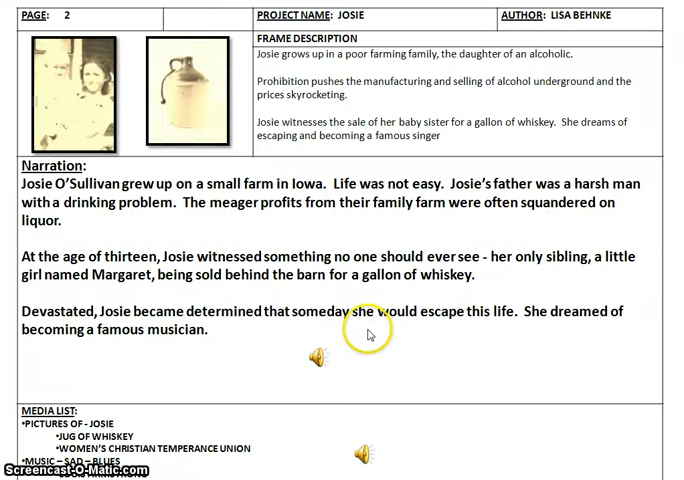 PAGE: 2
PROJECT NAME: JOSIE
AUTHOR: LISA BEHNKE
FRAME DESCRIPTION
Josie grows up in a poor farming family, the daughter of an alcoholic.
Prohibition pushes the manufacturing and selling of alcohol underground and the
prices skyrocketing.
Josie witnesses the sale of her baby sister for a gallon of whiskey. She dreams of
escaping and becoming a famous singer
Narration:
Josie O'Sullivan grew up on a small farm in Iowa. Life was not easy. Josie's father was a harsh man
with a drinking problem. The meager profits from their family farm were often squandered on
liquor.
At the age of thirteen, Josie witnessed something no one should ever see - her only sibling, a little
girl named Margaret, being sold behind the barn for a gallon of whiskey.
Devastated, Josie became determined that someday she would escape this life. She dreamed of
becoming a famous musician.
MEDIA LIST:
•PICTURES OF - JOSIE
•JUG OF WHISKEY
•WOMEN'S CHRISTIAN TEMPERANCE UNION
•MUSIC – SAD – BLUES
Screencast-O-Matic.com